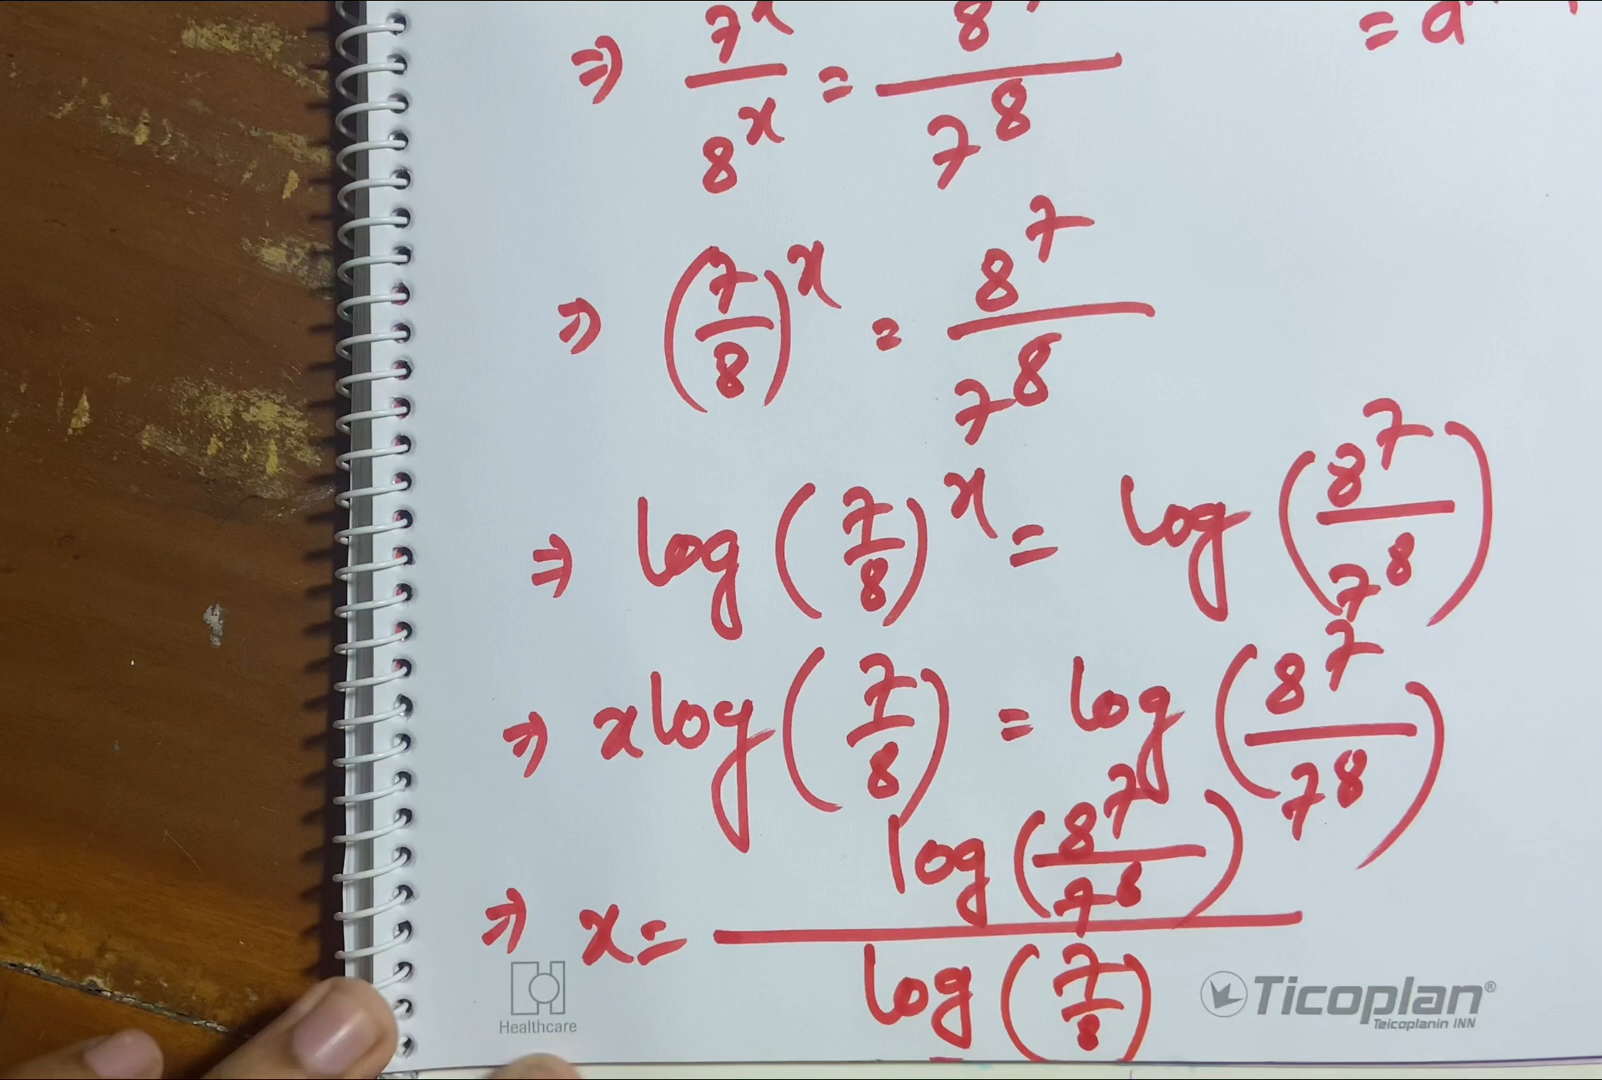 ⇒ 7^x / 8^x = 8 / 7^8
= a
⇒ (7/8)^x = 8^7 / 7^8
⇒ log (7/8)^x = log (8^7 / 7^8)
⇒ x log (7/8) = log (8^7 / 7^8)
⇒ x = log (8^7 / 7^8) / log (7/8)
Healthcare
Ticoplan®
Teicoplanin INN